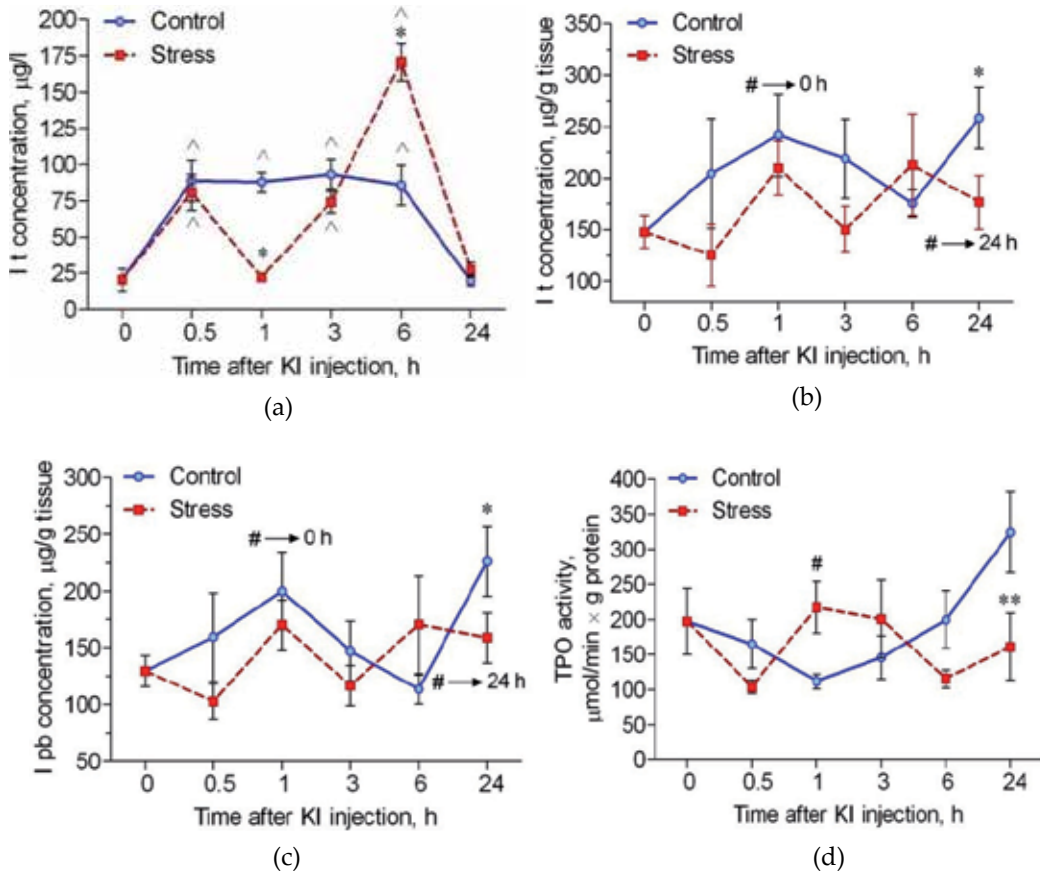 Control
Stress
I t concentration, µg/l
200
175
150
125
100
75
50
25
0
^
*
^
^
^
^
^
*
^
0 0.5 1 3 6 24
Time after KI injection, h
(a)
Control
Stress
I t concentration, µg/g tissue
350
300
250
200
150
100
# → 0 h
*
# → 24 h
0 0.5 1 3 6 24
Time after KI injection, h
(b)
Control
Stress
I pb concentration, µg/g tissue
300
250
200
150
100
50
# → 0 h
*
# → 24 h
0 0.5 1 3 6 24
Time after KI injection, h
(c)
Control
Stress
TPO activity,
µmol/min × g protein
400
350
300
250
200
150
100
50
0
#
**
0 0.5 1 3 6 24
Time after KI injection, h
(d)